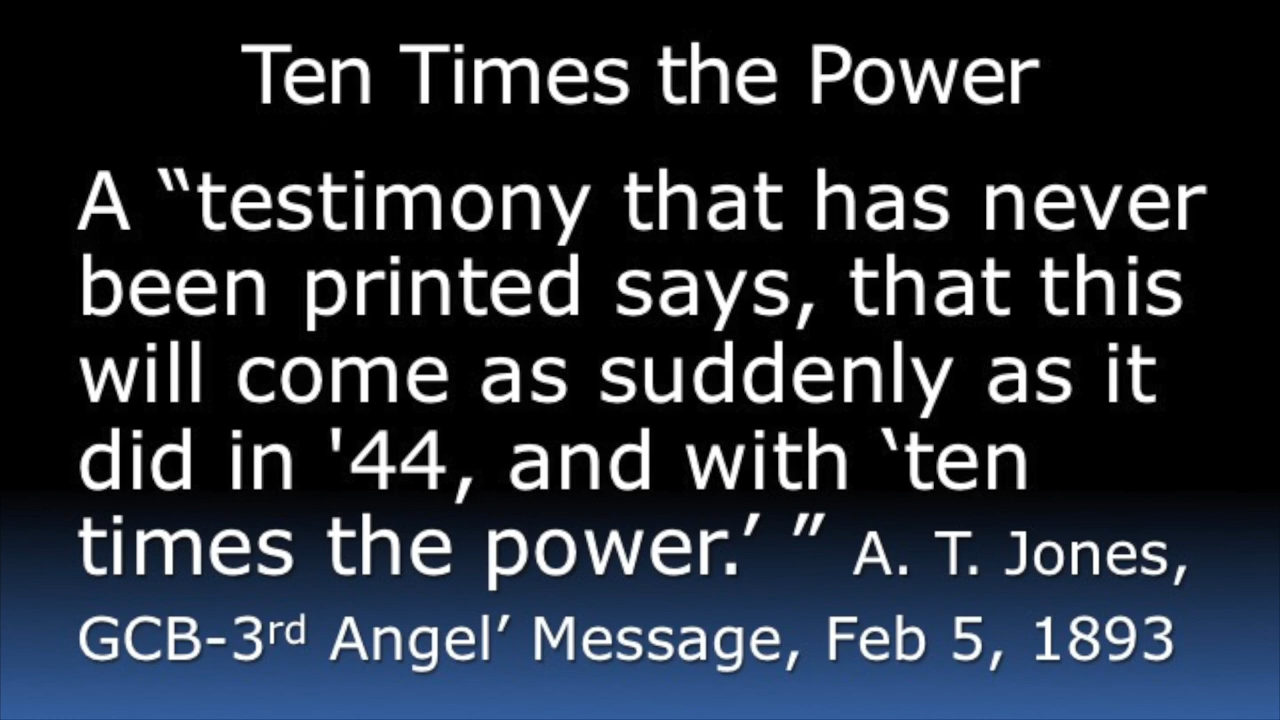 Ten Times the Power
A “testimony that has never
been printed says, that this
will come as suddenly as it
did in '44, and with ‘ten
times the power.’ ” A. T. Jones,
GCB-3rd Angel’ Message, Feb 5, 1893